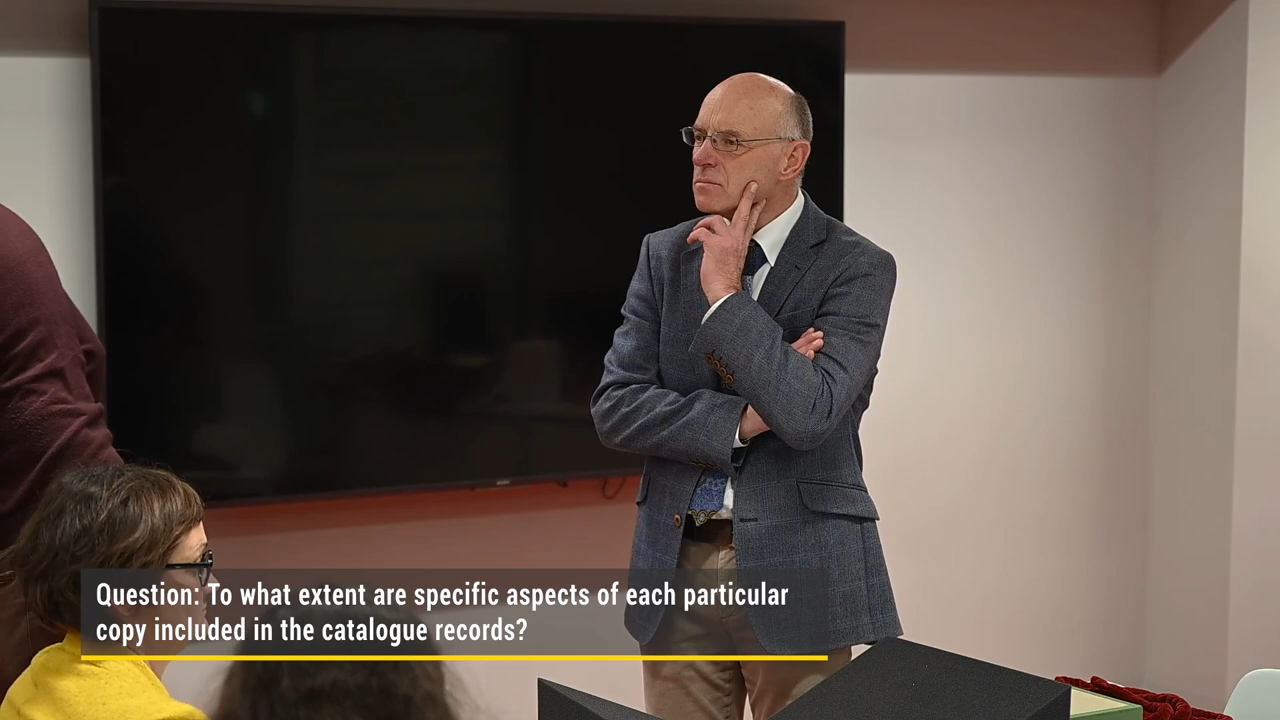 Question: To what extent are specific aspects of each particular
copy included in the catalogue records?